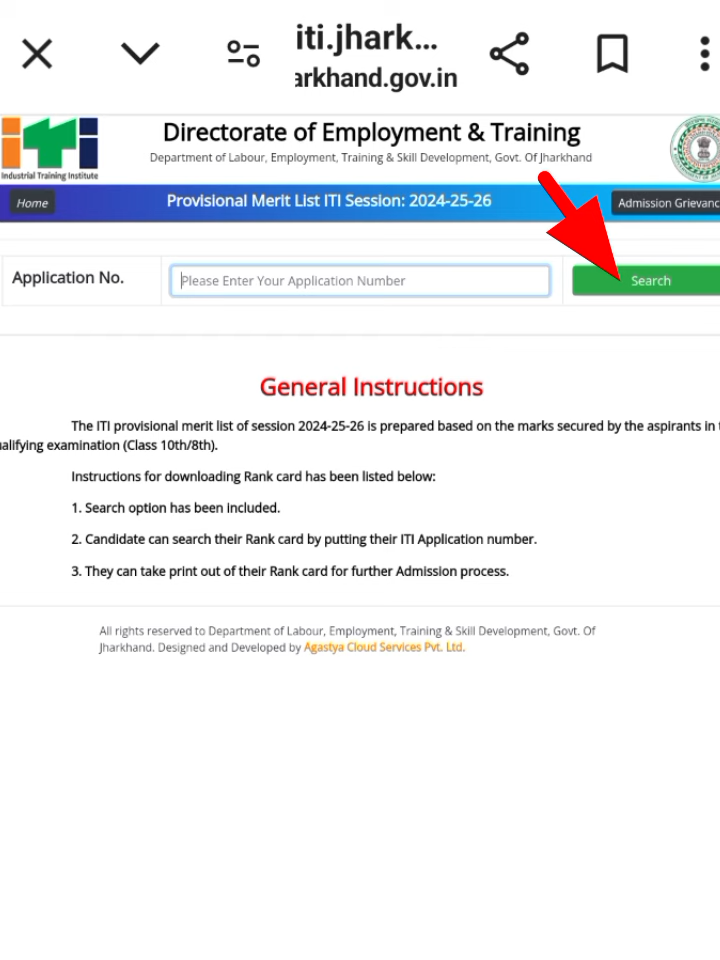 iti.jhark...
arkhand.gov.in
Directorate of Employment & Training
Department of Labour, Employment, Training & Skill Development, Govt. Of Jharkhand
iTi
Industrial Training Institute
Home
Provisional Merit List ITI Session: 2024-25-26
Admission Grievanc
Application No.
Please Enter Your Application Number
Search
General Instructions
The ITI provisional merit list of session 2024-25-26 is prepared based on the marks secured by the aspirants in t
ualifying examination (Class 10th/8th).
Instructions for downloading Rank card has been listed below:
1. Search option has been included.
2. Candidate can search their Rank card by putting their ITI Application number.
3. They can take print out of their Rank card for further Admission process.
All rights reserved to Department of Labour, Employment, Training & Skill Development, Govt. Of
Jharkhand. Designed and Developed by Agastya Cloud Services Pvt. Ltd.